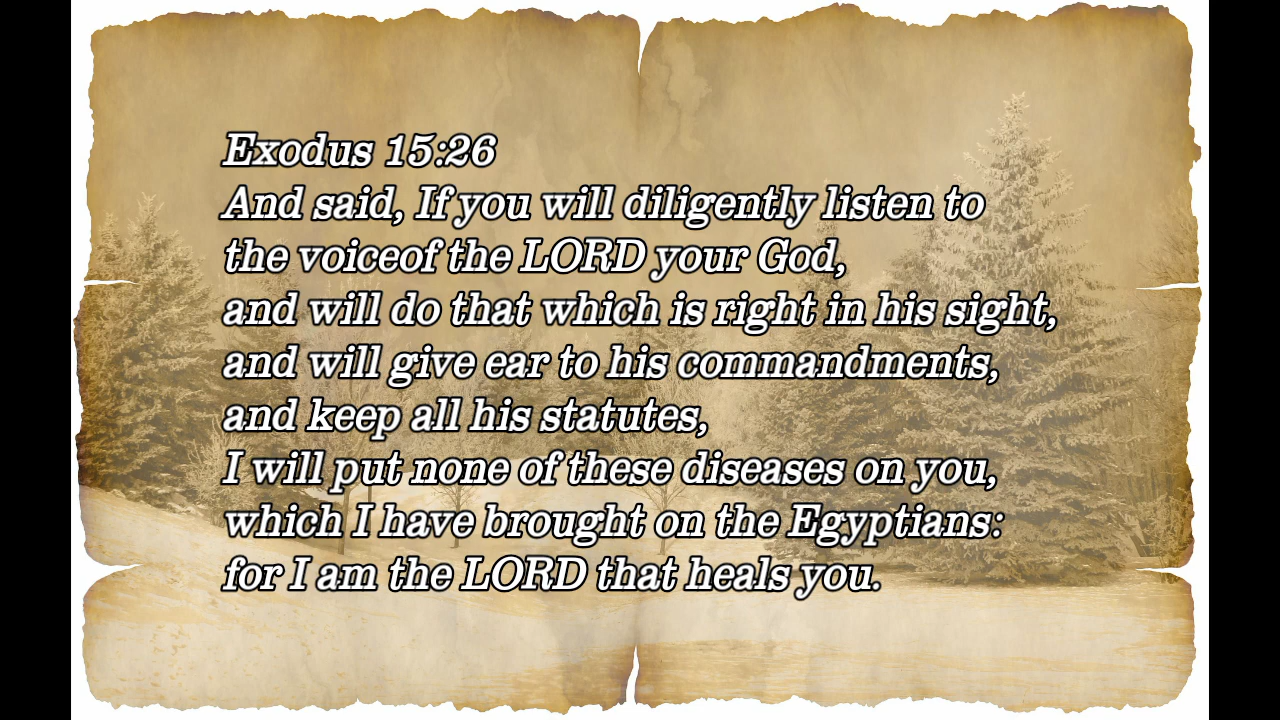 Exodus 15:26
And said, If you will diligently listen to
the voiceof the LORD your God,
and will do that which is right in his sight,
and will give ear to his commandments,
and keep all his statutes,
I will put none of these diseases on you,
which I have brought on the Egyptians:
for I am the LORD that heals you.